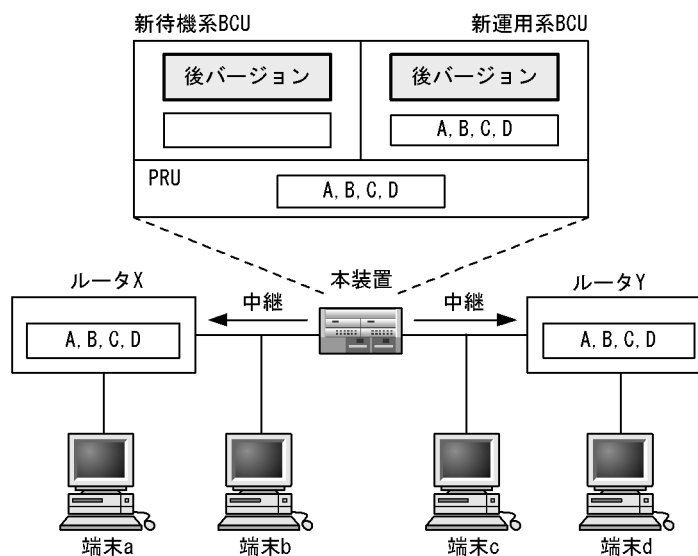 新待機系BCU
新運用系BCU
後バージョン
後バージョン
A, B, C, D
PRU
A, B, C, D
ルータX
本装置
ルータY
中継
中継
A, B, C, D
A, B, C, D
端末a
端末b
端末c
端末d